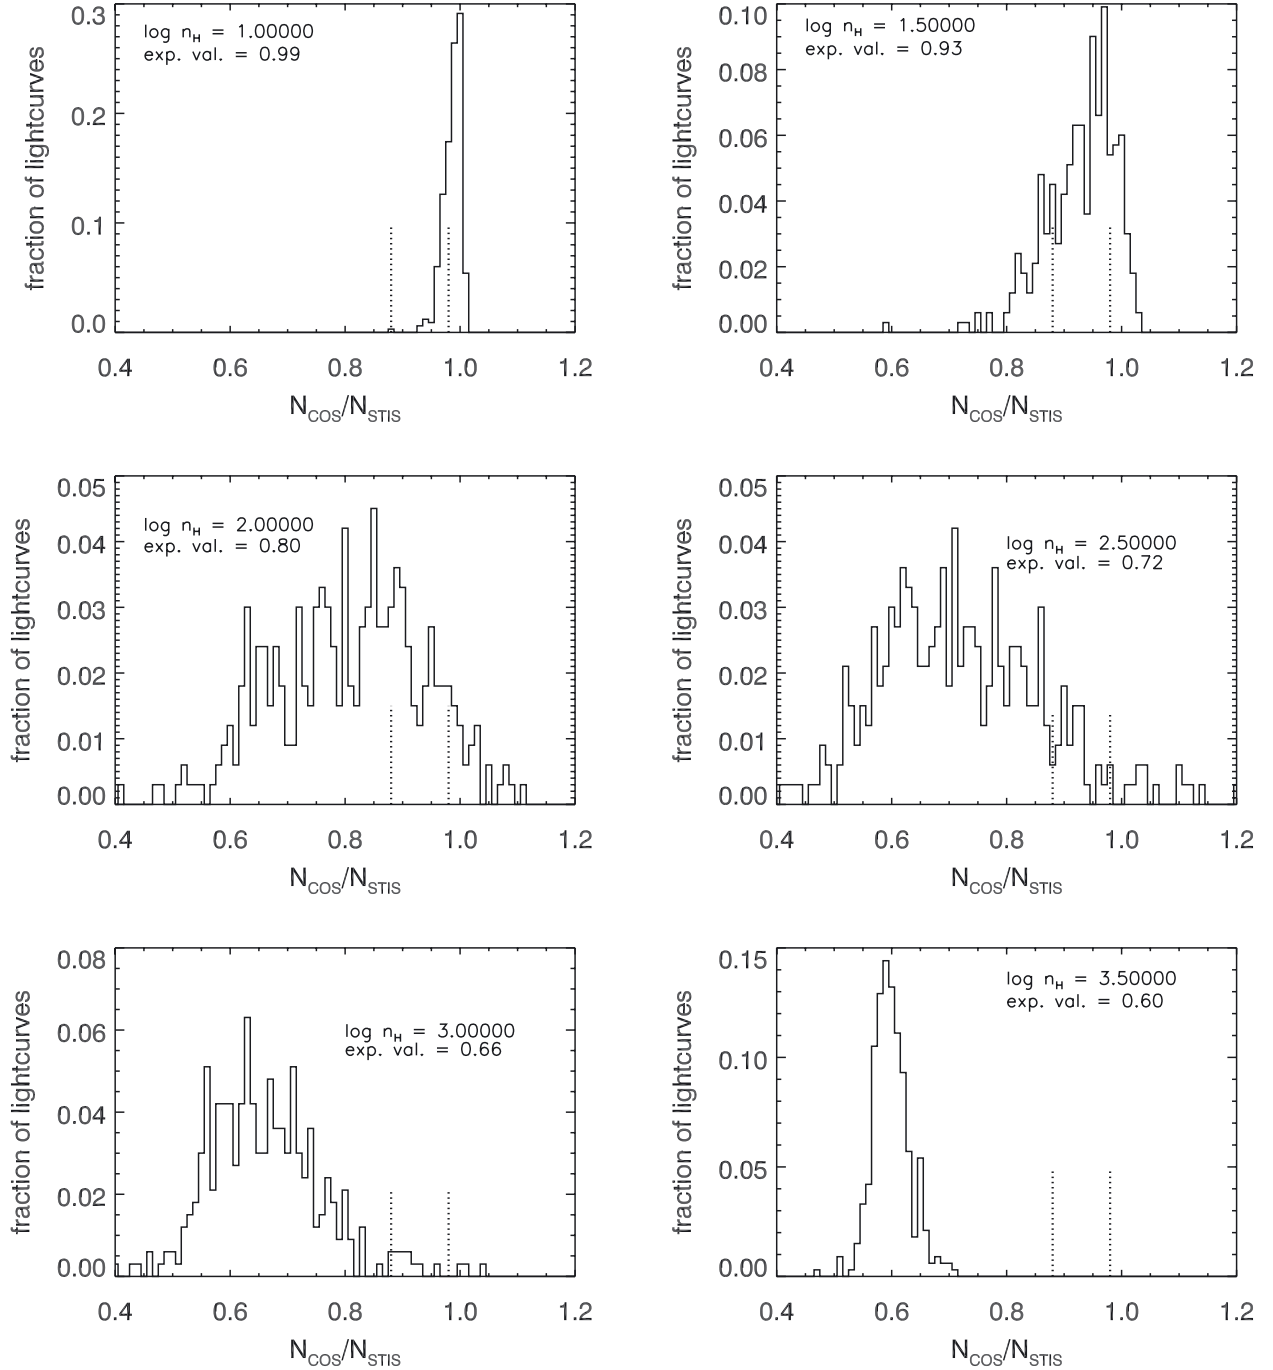 log n_H = 1.00000
exp. val. = 0.99
fraction of lightcurves
0.3
0.2
0.1
0.0
0.4 0.6 0.8 1.0 1.2
N_COS/N_STIS
log n_H = 1.50000
exp. val. = 0.93
fraction of lightcurves
0.10
0.08
0.06
0.04
0.02
0.00
0.4 0.6 0.8 1.0 1.2
N_COS/N_STIS
log n_H = 2.00000
exp. val. = 0.80
fraction of lightcurves
0.05
0.04
0.03
0.02
0.01
0.00
0.4 0.6 0.8 1.0 1.2
N_COS/N_STIS
log n_H = 2.50000
exp. val. = 0.72
fraction of lightcurves
0.05
0.04
0.03
0.02
0.01
0.00
0.4 0.6 0.8 1.0 1.2
N_COS/N_STIS
log n_H = 3.00000
exp. val. = 0.66
fraction of lightcurves
0.08
0.06
0.04
0.02
0.00
0.4 0.6 0.8 1.0 1.2
N_COS/N_STIS
log n_H = 3.50000
exp. val. = 0.60
fraction of lightcurves
0.15
0.10
0.05
0.00
0.4 0.6 0.8 1.0 1.2
N_COS/N_STIS